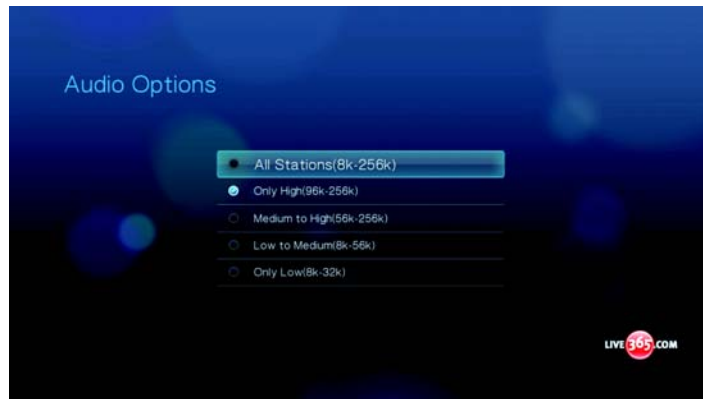 Audio Options
All Stations(8k-256k)
Only High(96k-256k)
Medium to High(56k-256k)
Low to Medium(8k-56k)
Only Low(8k-32k)
LIVE365.COM